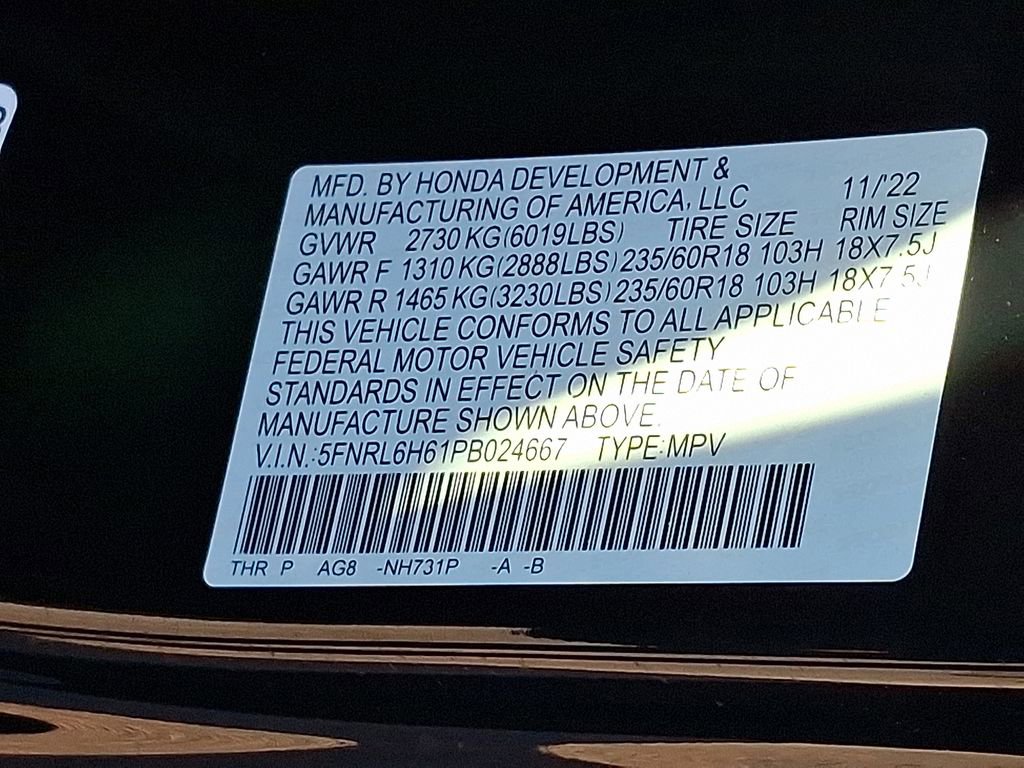 MFD. BY HONDA DEVELOPMENT &
MANUFACTURING OF AMERICA, LLC 11/'22
GVWR 2730 KG(6019LBS) TIRE SIZE RIM SIZE
GAWR F 1310 KG(2888LBS) 235/60R18 103H 18X7.5J
GAWR R 1465 KG(3230LBS) 235/60R18 103H 18X7.5J
THIS VEHICLE CONFORMS TO ALL APPLICABLE
FEDERAL MOTOR VEHICLE SAFETY
STANDARDS IN EFFECT ON THE DATE OF
MANUFACTURE SHOWN ABOVE.
V.I.N.:5FNRL6H61PB024667 TYPE:MPV
THR P AG8 -NH731P -A -B